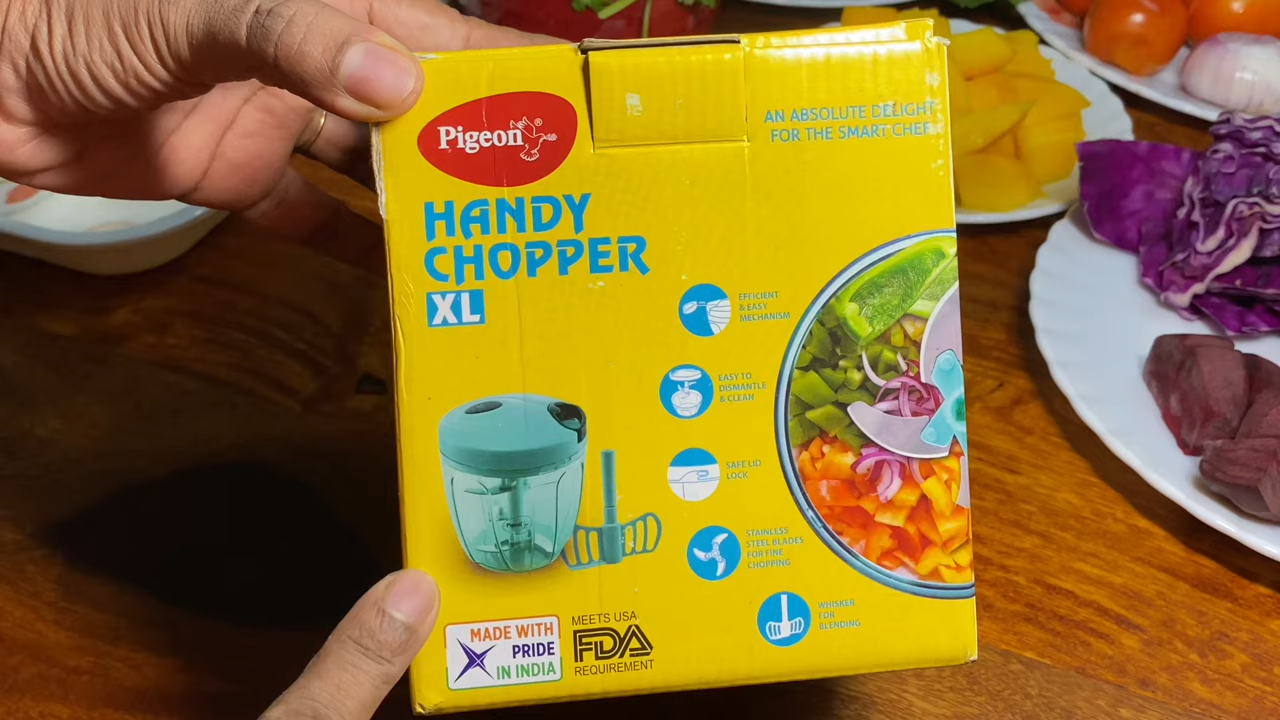 Pigeon®
AN ABSOLUTE DELIGHT
FOR THE SMART CHEF
HANDY
CHOPPER
XL
EFFICIENT
& EASY
MECHANISM
EASY TO
DISMANTLE
& CLEAN
SAFE LID
LOCK
STAINLESS
STEEL BLADES
FOR FINE
CHOPPING
WHISKER
FOR
BLENDING
Pigeon
MADE WITH
PRIDE
IN INDIA
MEETS USA
FDA
REQUIREMENT